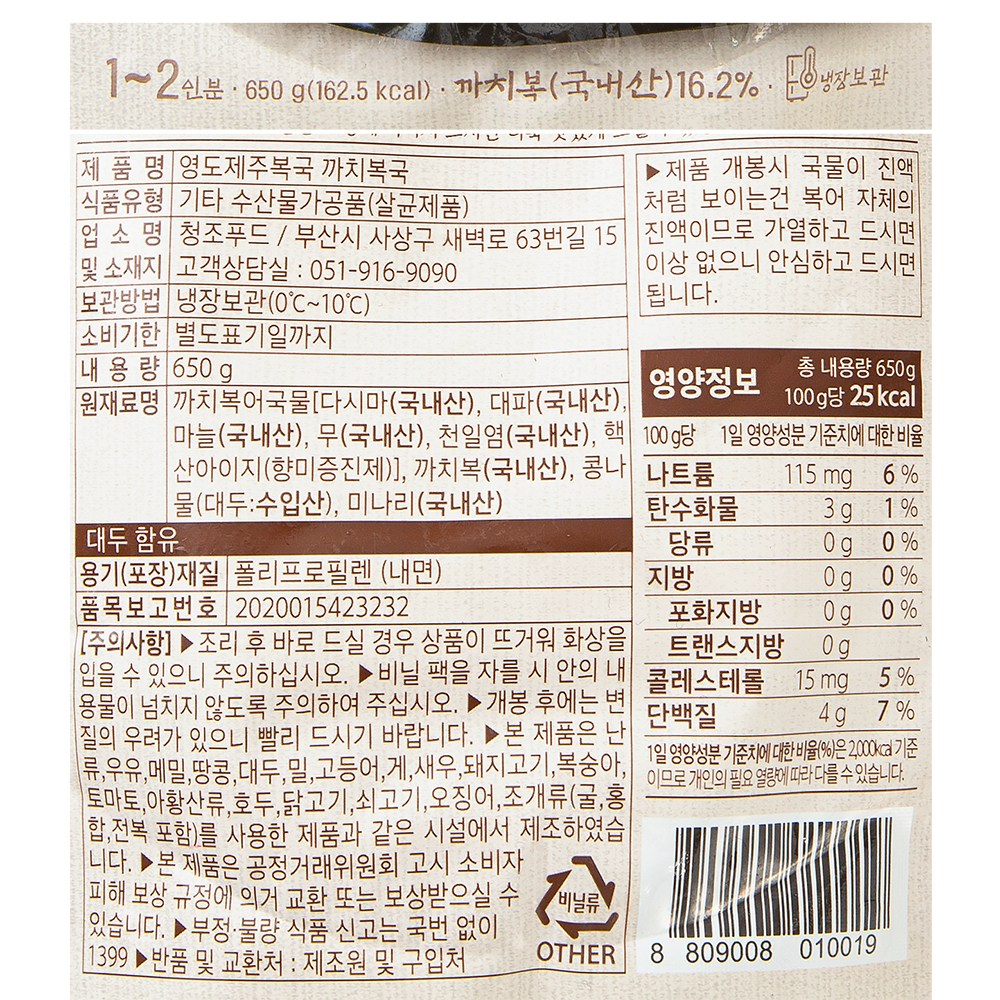 1~2인분 · 650 g(162.5 kcal) · 까치복(국내산)16.2% · 냉장보관
제 품 명 영도제주복국 까치복국
식품유형 기타 수산물가공품(살균제품)
업 소 명 청조푸드 / 부산시 사상구 새벽로 63번길 15
및 소재지 고객상담실 : 051-916-9090
보관방법 냉장보관(0℃~10℃)
소비기한 별도표기일까지
내 용 량 650 g
원재료명 까치복어국물[다시마(국내산), 대파(국내산),
마늘(국내산), 무(국내산), 천일염(국내산), 핵
산아이지(향미증진제)], 까치복(국내산), 콩나
물(대두:수입산), 미나리(국내산)
대두 함유
용기(포장)재질 폴리프로필렌 (내면)
품목보고번호 2020015423232
[주의사항] ▶조리 후 바로 드실 경우 상품이 뜨거워 화상을
입을 수 있으니 주의하십시오. ▶비닐 팩을 자를 시 안의 내
용물이 넘치지 않도록 주의하여 주십시오. ▶개봉 후에는 변
질의 우려가 있으니 빨리 드시기 바랍니다. ▶본 제품은 난
류,우유,메밀,땅콩,대두,밀,고등어,게,새우,돼지고기,복숭아,
토마토,아황산류,호두,닭고기,쇠고기,오징어,조개류(굴,홍
합,전복 포함)를 사용한 제품과 같은 시설에서 제조하였습
니다. ▶본 제품은 공정거래위원회 고시 소비자
피해 보상 규정에 의거 교환 또는 보상받으실 수
있습니다. ▶부정·불량 식품 신고는 국번 없이
1399 ▶반품 및 교환처 : 제조원 및 구입처
비닐류
OTHER
▶제품 개봉시 국물이 진액
처럼 보이는건 복어 자체의
진액이므로 가열하고 드시면
이상 없으니 안심하고 드시면
됩니다.
영양정보 총 내용량 650g
100g당 25 kcal
100 g당 1일 영양성분 기준치에 대한 비율
나트륨 115 mg 6 %
탄수화물 3 g 1 %
당류 0 g 0 %
지방 0 g 0 %
포화지방 0 g 0 %
트랜스지방 0 g
콜레스테롤 15 mg 5 %
단백질 4 g 7 %
1일 영양성분 기준치에 대한 비율(%)은 2,000kcal 기준
이므로 개인의 필요 열량에 따라 다를 수 있습니다.
8 809008 010019